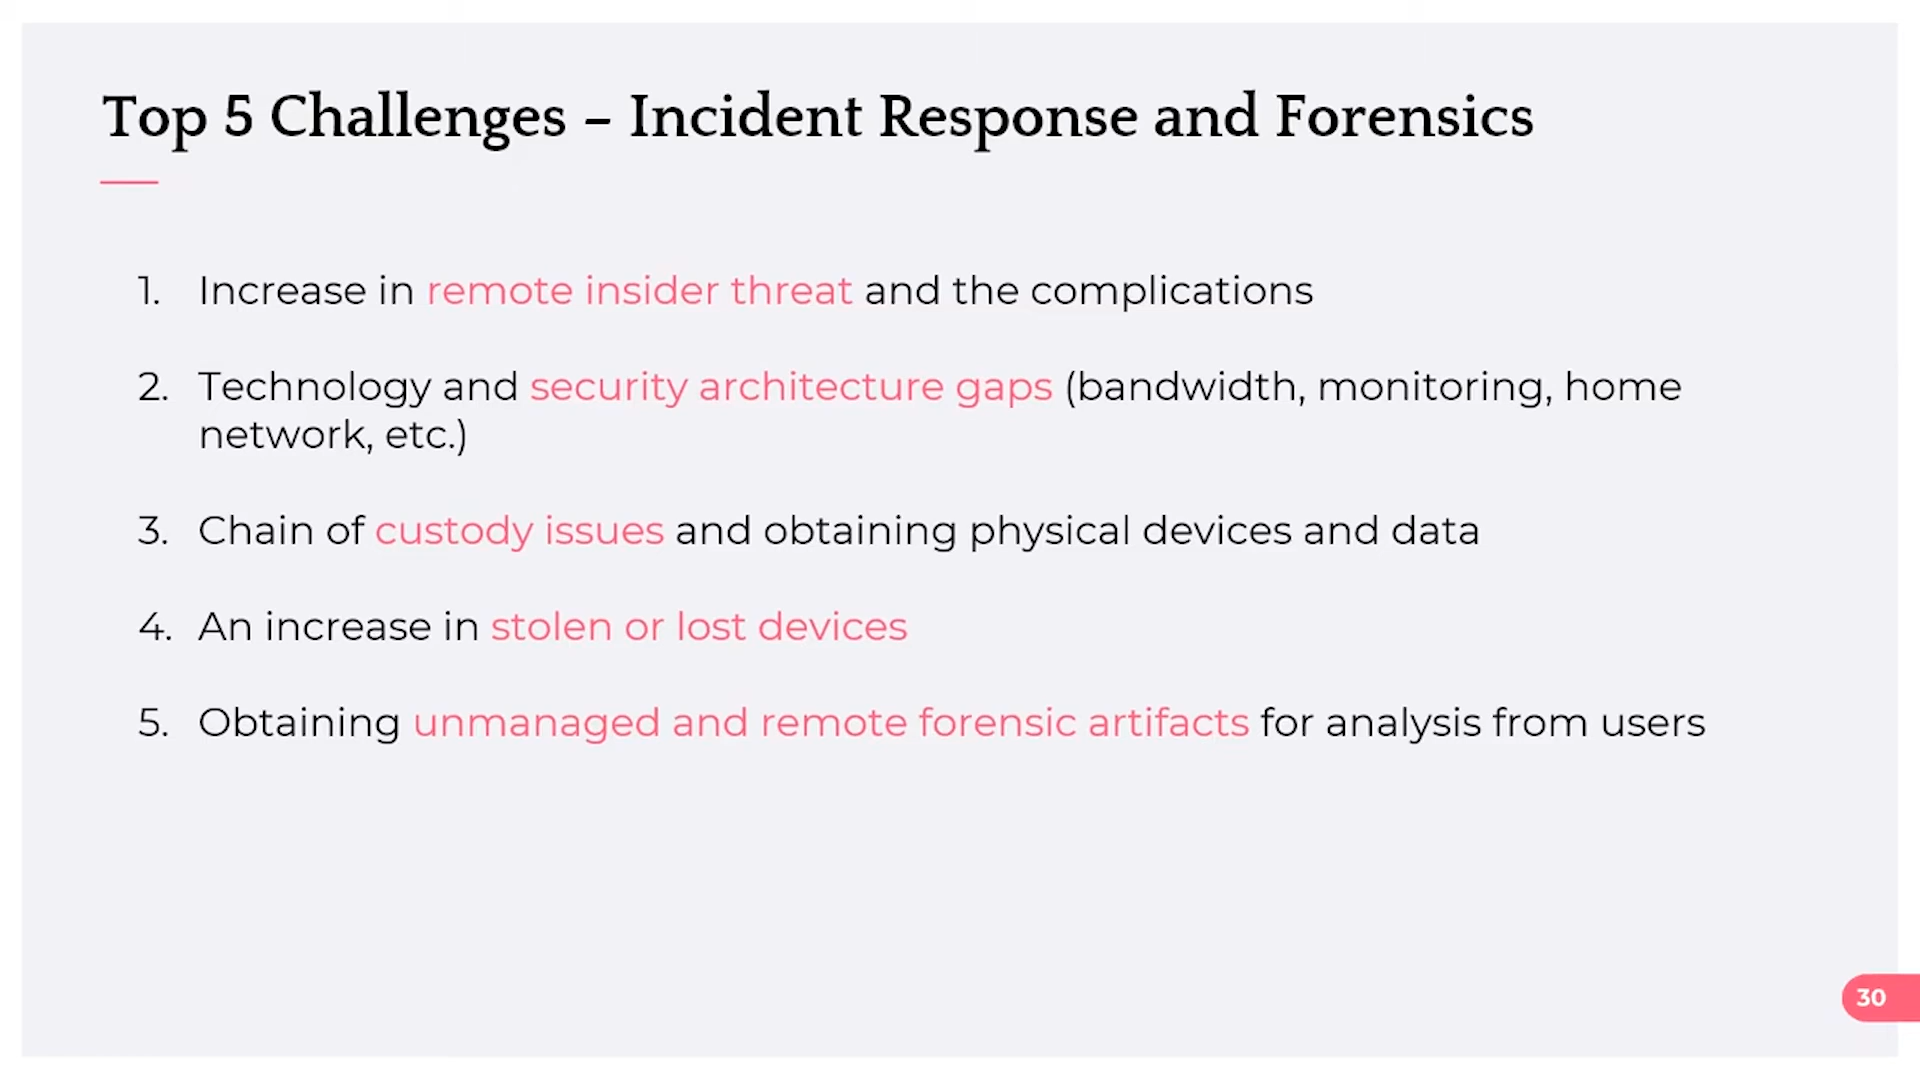 Top 5 Challenges – Incident Response and Forensics
1. Increase in remote insider threat and the complications
2. Technology and security architecture gaps (bandwidth, monitoring, home
network, etc.)
3. Chain of custody issues and obtaining physical devices and data
4. An increase in stolen or lost devices
5. Obtaining unmanaged and remote forensic artifacts for analysis from users
30